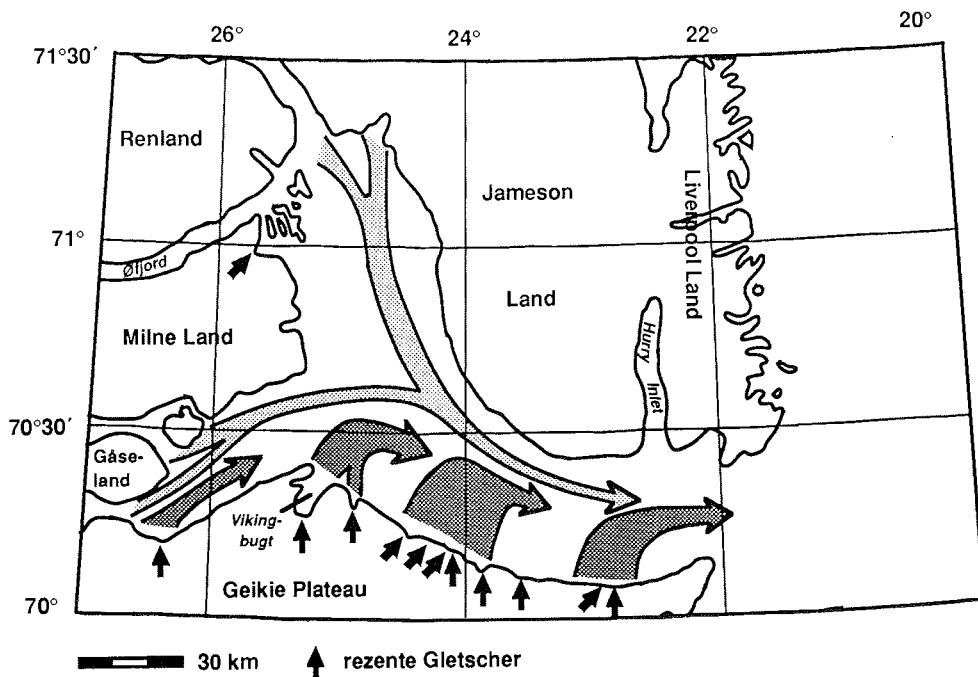 26°
24°
22°
20°
71°30′
Renland
Jameson
Liverpool Land
71°
Øfjord
Land
Milne Land
Hurry
Inlet
70°30′
Gåse-
land
Viking-
bugt
Geikie Plateau
70°
30 km
rezente Gletscher